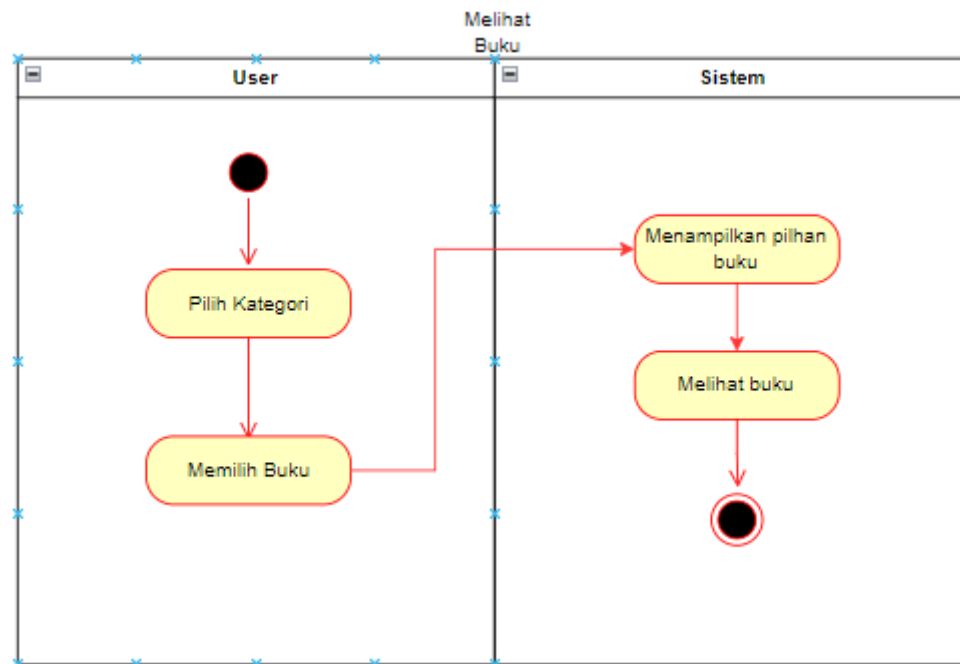 Melihat
Buku
User
Sistem
Menampilkan pilhan
buku
Pilih Kategori
Melihat buku
Memilih Buku